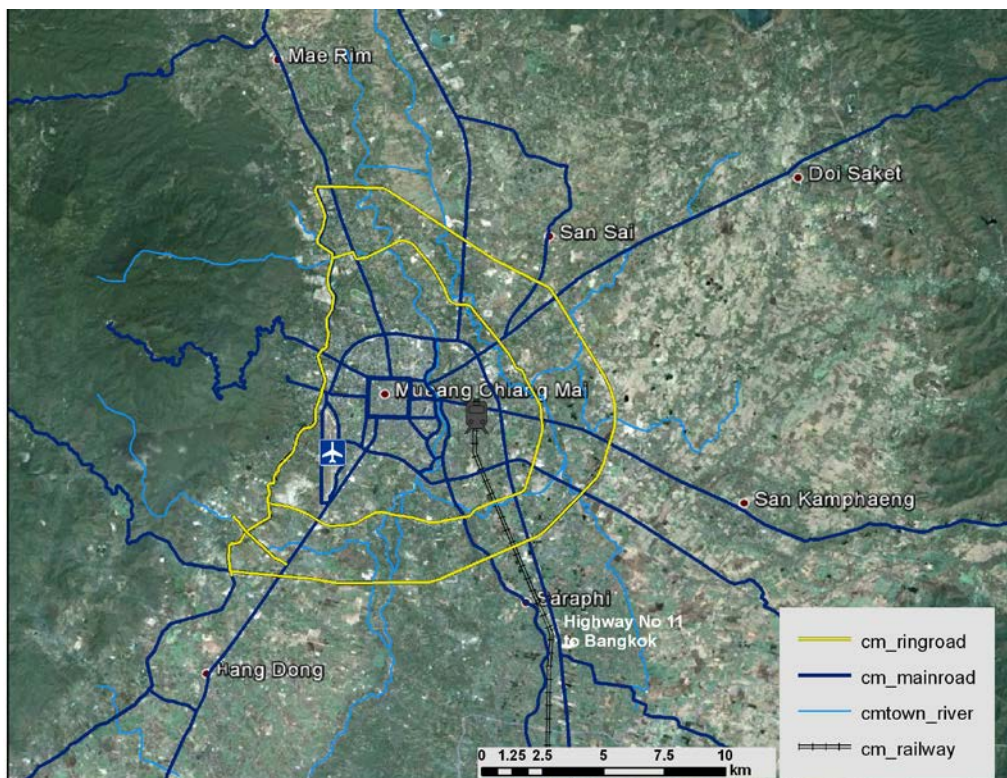 Mae Rim
Doi Saket
San Sai
Mueang Chiang Mai
San Kamphaeng
Saraphi
Highway No 11
to Bangkok
Hang Dong
cm_ringroad
cm_mainroad
cmtown_river
cm_railway
0 1.25 2.5 5 7.5 10
km